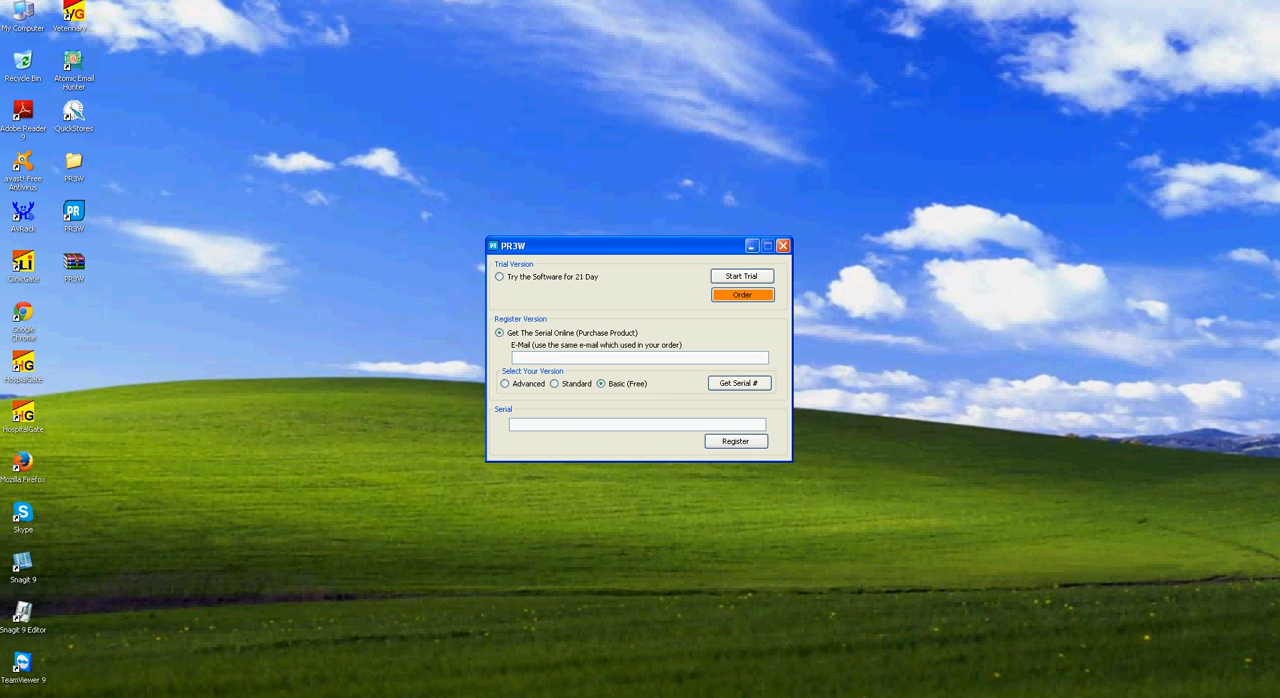 My Computer
Veterinary
Recycle Bin
Atomic Email
Hunter
Adobe Reader
9
QuickStores
avast! Free
Antivirus
PR3W
AvRack
PR
PR3W
ClinicGate
PR3W
Google
Chrome
HospitalGate
HospitalGate
Mozilla Firefox
Skype
Snagit 9
Snagit 9 Editor
TeamViewer 9
PR3W
Trial Version
Try the Software for 21 Day
Start Trial
Order
Register Version
Get The Serial Online (Purchase Product)
E-Mail (use the same e-mail which used in your order)
Select Your Version
Advanced Standard Basic (Free)
Get Serial #
Serial
Register